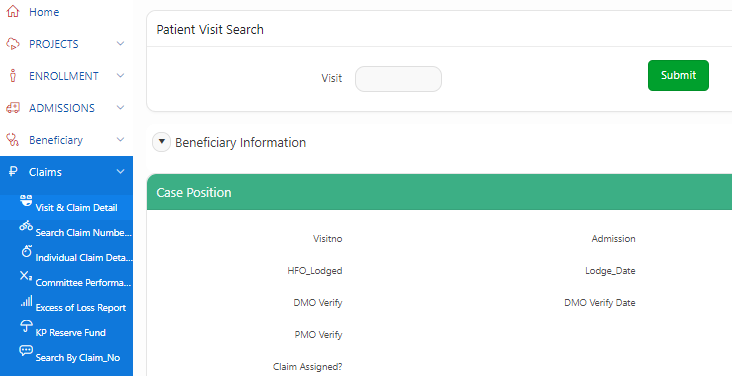 Home
PROJECTS
ENROLLMENT
ADMISSIONS
Beneficiary
Claims
Visit & Claim Detail
Search Claim Numbe...
Individual Claim Deta...
Committee Performa...
Excess of Loss Report
KP Reserve Fund
Search By Claim_No
Patient Visit Search
Visit
Submit
Beneficiary Information
Case Position
Visitno Admission
HFO_Lodged Lodge_Date
DMO Verify DMO Verify Date
PMO Verify
Claim Assigned?